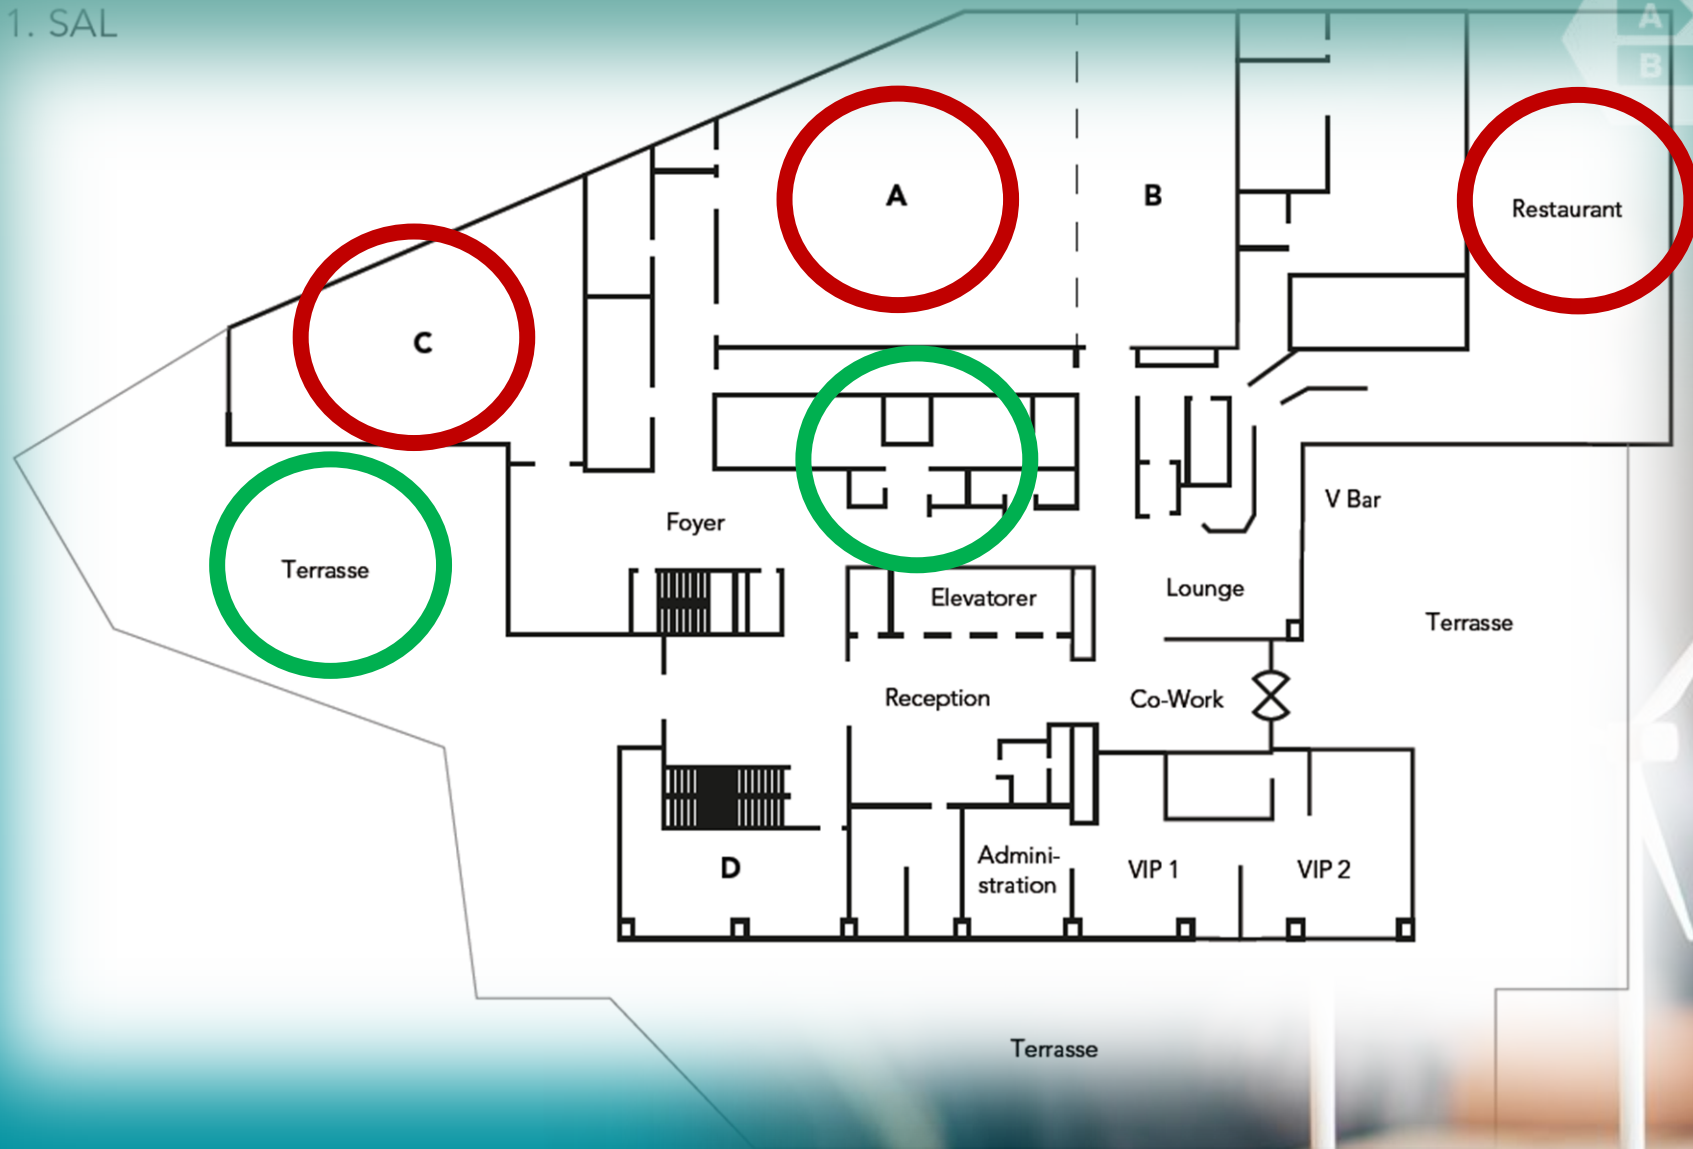 1. SAL
A
B
A
B
Restaurant
C
V Bar
Foyer
Terrasse
Elevatorer
Lounge
Terrasse
Reception
Co-Work
Admini-
stration
D
VIP 1
VIP 2
Terrasse